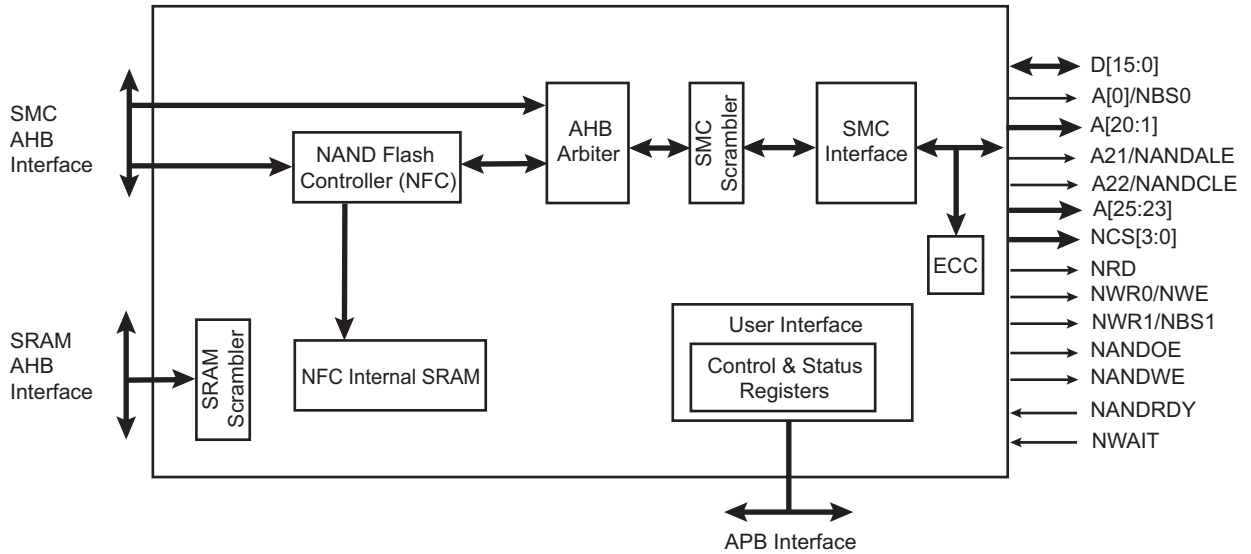 SMC
AHB
Interface
NAND Flash
Controller (NFC)
AHB
Arbiter
SMC
Scrambler
SMC
Interface
ECC
D[15:0]
A[0]/NBS0
A[20:1]
A21/NANDALE
A22/NANDCLE
A[25:23]
NCS[3:0]
NRD
NWR0/NWE
NWR1/NBS1
NANDOE
NANDWE
NANDRDY
NWAIT
SRAM
AHB
Interface
SRAM
Scrambler
NFC Internal SRAM
User Interface
Control & Status
Registers
APB Interface